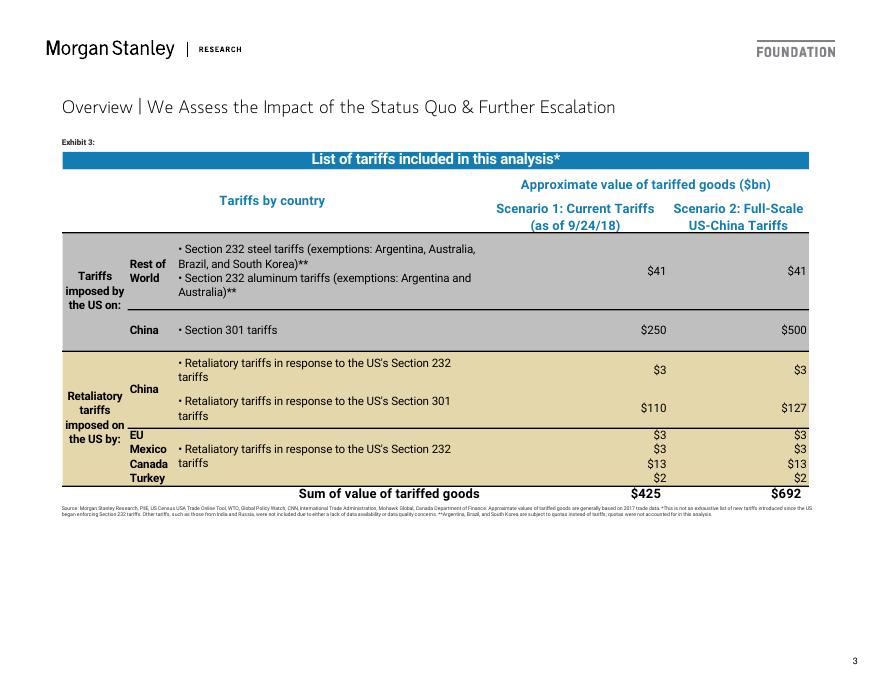 Morgan Stanley | RESEARCH
FOUNDATION
Overview | We Assess the Impact of the Status Quo & Further Escalation
Exhibit 3:
List of tariffs included in this analysis*
Tariffs by country
Approximate value of tariffed goods ($bn)
Scenario 1: Current Tariffs
(as of 9/24/18)
Scenario 2: Full-Scale
US-China Tariffs
Tariffs
imposed by
the US on:
Rest of
World
• Section 232 steel tariffs (exemptions: Argentina, Australia,
Brazil, and South Korea)**
• Section 232 aluminum tariffs (exemptions: Argentina and
Australia)**
$41
$41
China
• Section 301 tariffs
$250
$500
Retaliatory
tariffs
imposed on
the US by:
China
• Retaliatory tariffs in response to the US's Section 232
tariffs
$3
$3
• Retaliatory tariffs in response to the US's Section 301
tariffs
$110
$127
EU
Mexico
Canada
Turkey
• Retaliatory tariffs in response to the US's Section 232
tariffs
$3
$3
$13
$2
$3
$3
$13
$2
Sum of value of tariffed goods
$425
$692
Source: Morgan Stanley Research, PIIE, US Census USA Trade Online Tool, WTO, Global Policy Watch, CNN, International Trade Administration, Mohawk Global, Canada Department of Finance. Approximate values of tariffed goods are generally based on 2017 trade data. *This is not an exhaustive list of new tariffs introduced since the US
began enforcing Section 232 tariffs. Other tariffs, such as those from India and Russia, were not included due to either a lack of data availability or data quality concerns. **Argentina, Brazil, and South Korea are subject to quotas instead of tariffs; quotas were not accounted for in this analysis.
3